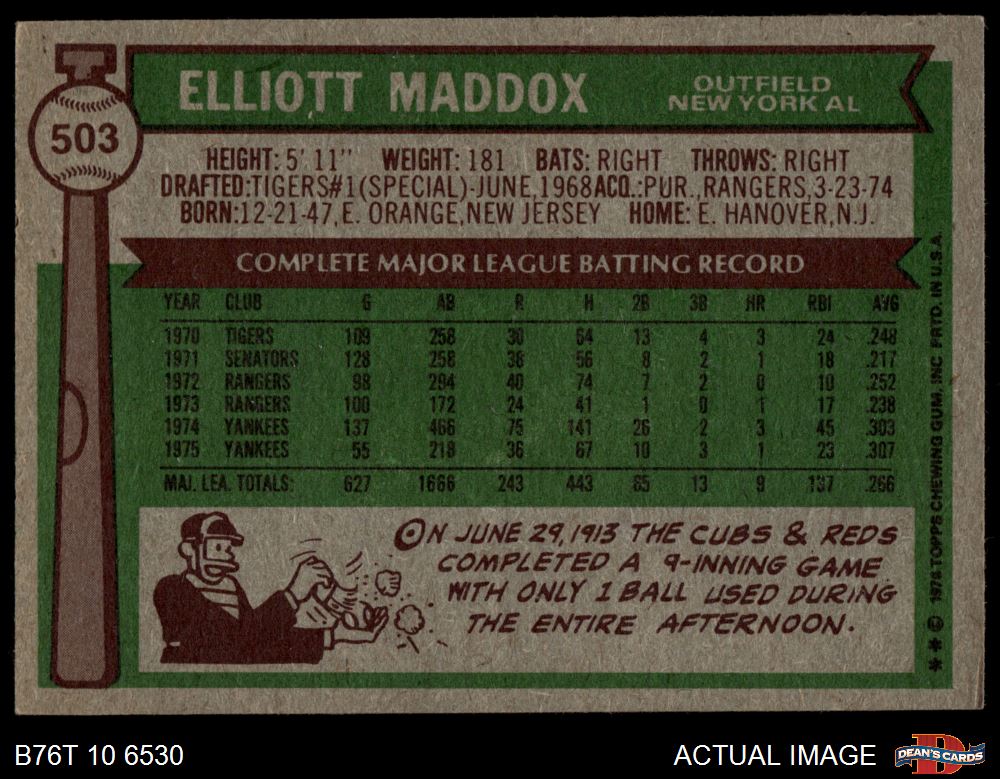 503
ELLIOTT MADDOX
OUTFIELD
NEW YORK AL
HEIGHT: 5' 11" WEIGHT: 181 BATS: RIGHT THROWS: RIGHT
DRAFTED:TIGERS#1(SPECIAL)-JUNE,1968 ACQ.:PUR.,RANGERS,3-23-74
BORN:12-21-47,E. ORANGE,NEW JERSEY HOME: E. HANOVER,N.J.
COMPLETE MAJOR LEAGUE BATTING RECORD
YEAR CLUB G AB R H 2B 3B HR RBI AVG
1970 TIGERS 109 258 30 64 13 4 3 24 .248
1971 SENATORS 128 258 38 56 8 2 1 18 .217
1972 RANGERS 98 294 40 74 7 2 0 10 .252
1973 RANGERS 100 172 24 41 1 0 1 17 .238
1974 YANKEES 137 466 75 141 26 2 3 45 .303
1975 YANKEES 55 218 36 67 10 3 1 23 .307
MAJ. LEA. TOTALS: 627 1666 243 443 65 13 9 137 .266
ON JUNE 29, 1913 THE CUBS & REDS
COMPLETED A 9-INNING GAME
WITH ONLY 1 BALL USED DURING
THE ENTIRE AFTERNOON.
** © 1976 TOPPS CHEWING GUM, INC PRTD. IN U.S.A.
B76T 10 6530
ACTUAL IMAGE
DEAN'S CARDS